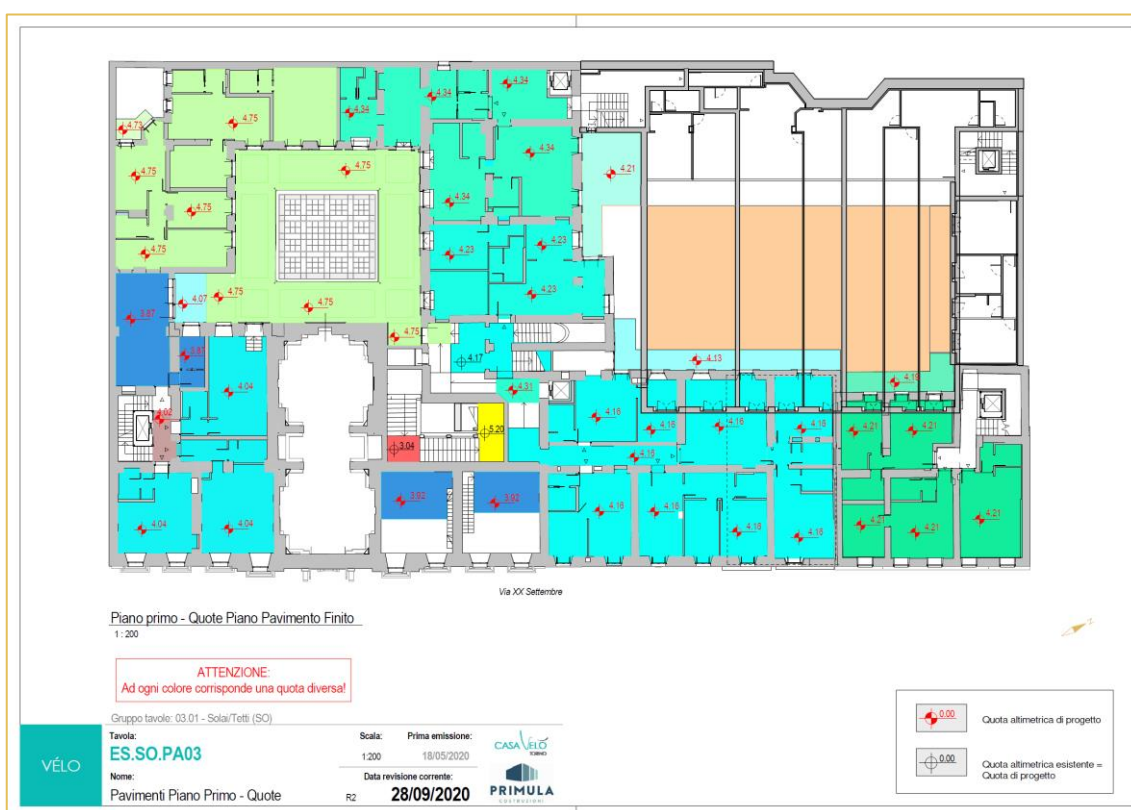 4.34
4.34
4.34
4.73
4.75
4.75
4.34
4.75
4.75
4.21
4.75
4.34
4.75
4.23
4.23
4.07
4.75
4.75
4.23
3.87
4.75
4.17
4.13
3.87
4.04
4.31
4.16
4.16
4.16
4.16
4.02
5.20
4.21
4.21
3.04
4.16
3.92
3.92
4.04
4.04
4.16
4.16
4.16
4.16
4.21
4.21
4.21
Via XX Settembre
Piano primo - Quote Piano Pavimento Finito
1 : 200
ATTENZIONE:
Ad ogni colore corrisponde una quota diversa!
Gruppo tavole: 03.01 - Solai/Tetti (SO)
VÉLO
Tavola:
ES.SO.PA03
Nome:
Pavimenti Piano Primo - Quote
Scala:
1:200
Prima emissione:
18/05/2020
Data revisione corrente:
R2
28/09/2020
CASA VELÒ
TORINO
PRIMULA
COSTRUZIONI
0.00
Quota altimetrica di progetto
0.00
Quota altimetrica esistente =
Quota di progetto